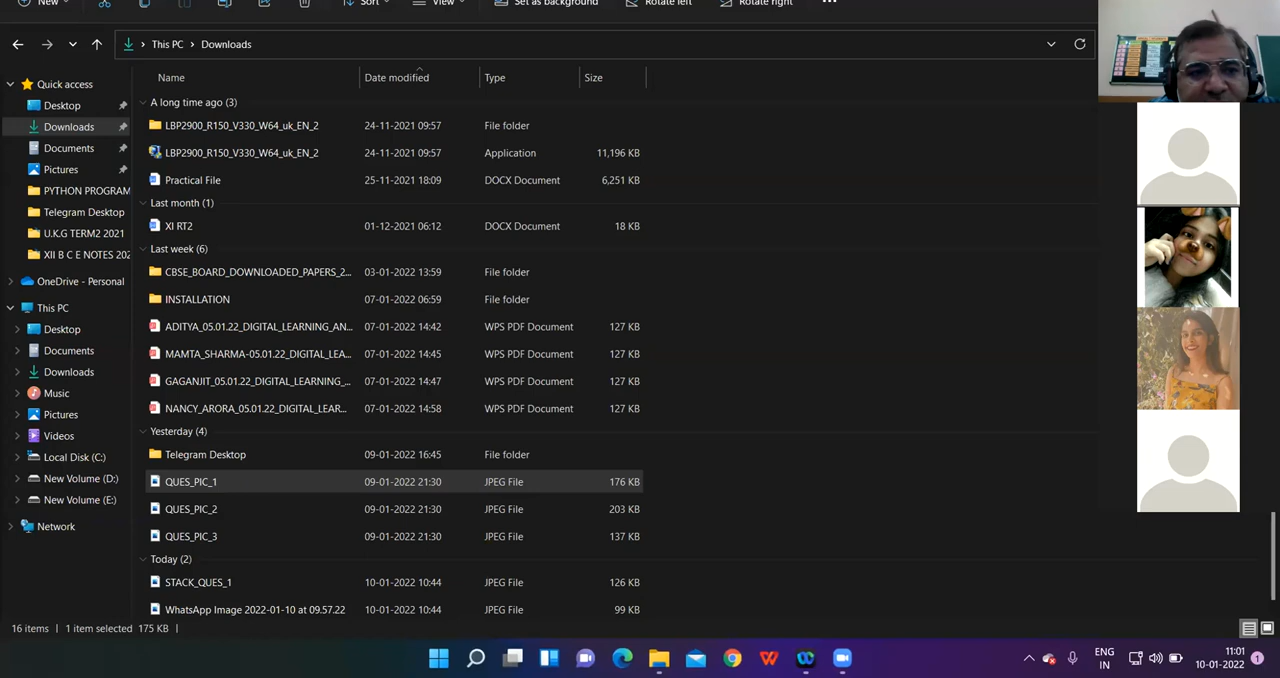 New
Sort
View
Set as background
Rotate left
Rotate right
This PC > Downloads
Name Date modified Type Size
Quick access
Desktop
Downloads
Documents
Pictures
PYTHON PROGRAM
Telegram Desktop
U.K.G TERM2 2021
XII B C E NOTES 202
OneDrive - Personal
This PC
Desktop
Documents
Downloads
Music
Pictures
Videos
Local Disk (C:)
New Volume (D:)
New Volume (E:)
Network
A long time ago (3)
LBP2900_R150_V330_W64_uk_EN_2 24-11-2021 09:57 File folder
LBP2900_R150_V330_W64_uk_EN_2 24-11-2021 09:57 Application 11,196 KB
Practical File 25-11-2021 18:09 DOCX Document 6,251 KB
Last month (1)
XI RT2 01-12-2021 06:12 DOCX Document 18 KB
Last week (6)
CBSE_BOARD_DOWNLOADED_PAPERS_2... 03-01-2022 13:59 File folder
INSTALLATION 07-01-2022 06:59 File folder
ADITYA_05.01.22_DIGITAL_LEARNING_AN... 07-01-2022 14:42 WPS PDF Document 127 KB
MAMTA_SHARMA-05.01.22_DIGITAL_LEA... 07-01-2022 14:45 WPS PDF Document 127 KB
GAGANJIT_05.01.22_DIGITAL_LEARNING_... 07-01-2022 14:47 WPS PDF Document 127 KB
NANCY_ARORA_05.01.22_DIGITAL_LEAR... 07-01-2022 14:58 WPS PDF Document 127 KB
Yesterday (4)
Telegram Desktop 09-01-2022 16:45 File folder
QUES_PIC_1 09-01-2022 21:30 JPEG File 176 KB
QUES_PIC_2 09-01-2022 21:30 JPEG File 203 KB
QUES_PIC_3 09-01-2022 21:30 JPEG File 137 KB
Today (2)
STACK_QUES_1 10-01-2022 10:44 JPEG File 126 KB
WhatsApp Image 2022-01-10 at 09.57.22 10-01-2022 10:44 JPEG File 99 KB
16 items | 1 item selected 175 KB |
ENG
IN
11:01
10-01-2022
1